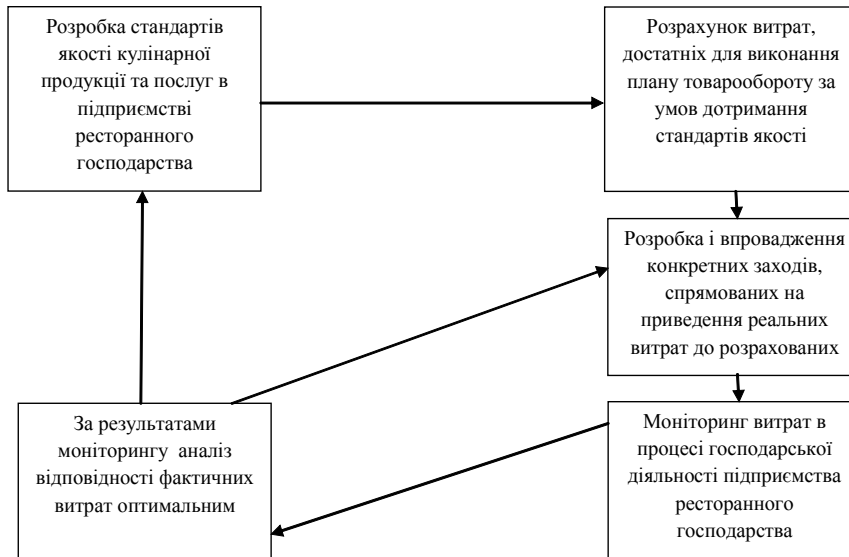 Розробка стандартів
якості кулінарної
продукції та послуг в
підприємстві
ресторанного
господарства
Розрахунок витрат,
достатніх для виконання
плану товарообороту за
умов дотримання
стандартів якості
Розробка і впровадження
конкретних заходів,
спрямованих на
приведення реальних
витрат до розрахованих
Моніторинг витрат в
процесі господарської
діяльності підприємства
ресторанного
господарства
За результатами
моніторингу аналіз
відповідності фактичних
витрат оптимальним